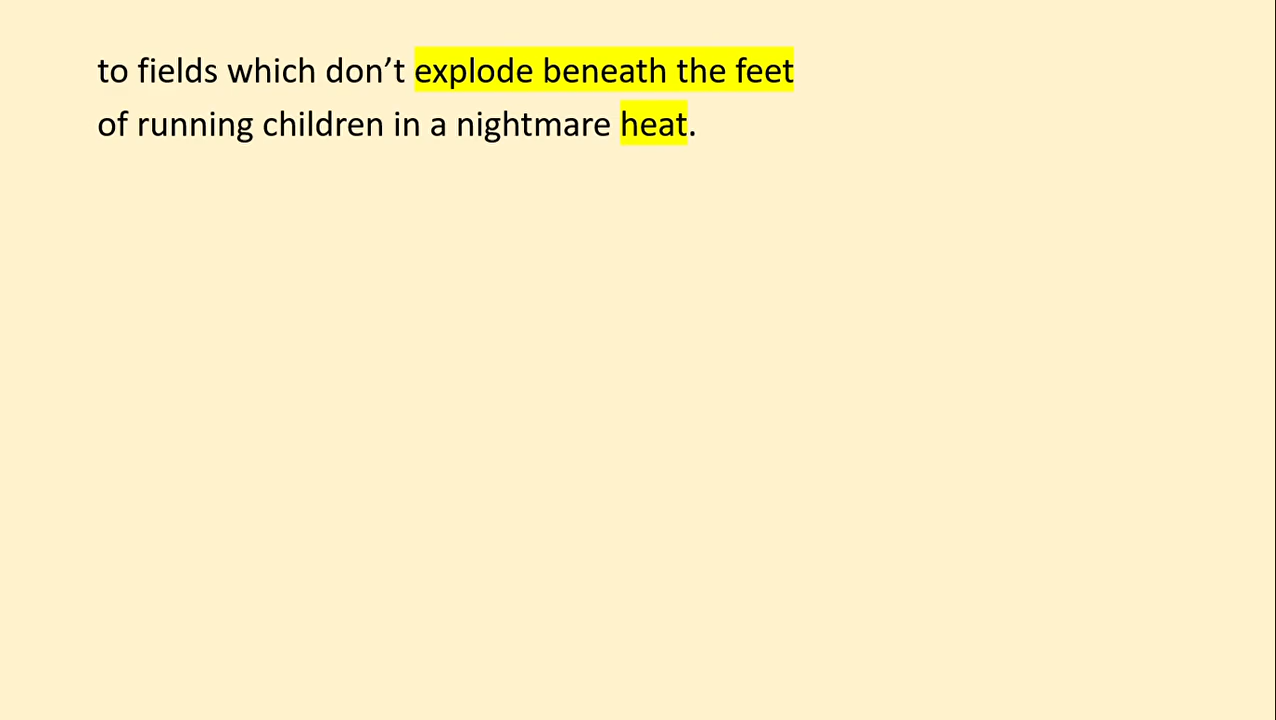 to fields which don’t explode beneath the feet
of running children in a nightmare heat.